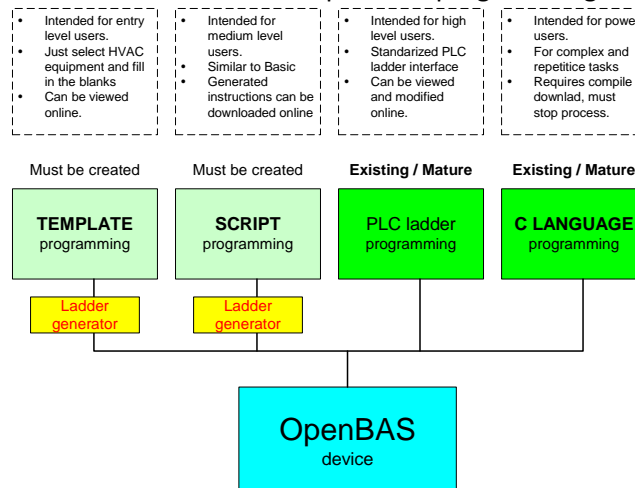 • Intended for entry
level users.
• Just select HVAC
equipment and fill
in the blanks
• Can be viewed
online.
• Intended for
medium level
users.
• Similar to Basic
• Generated
instructions can be
downloaded online
• Intended for high
level users.
• Standarized PLC
ladder interface
• Can be viewed
and modified
online.
• Intended for powe
users.
• For complex and
repetitice tasks
• Requires compile
downlad, must
stop process.
Must be created
Must be created
Existing / Mature
Existing / Mature
TEMPLATE
programming
SCRIPT
programming
PLC ladder
programming
C LANGUAGE
programming
Ladder
generator
Ladder
generator
OpenBAS
device